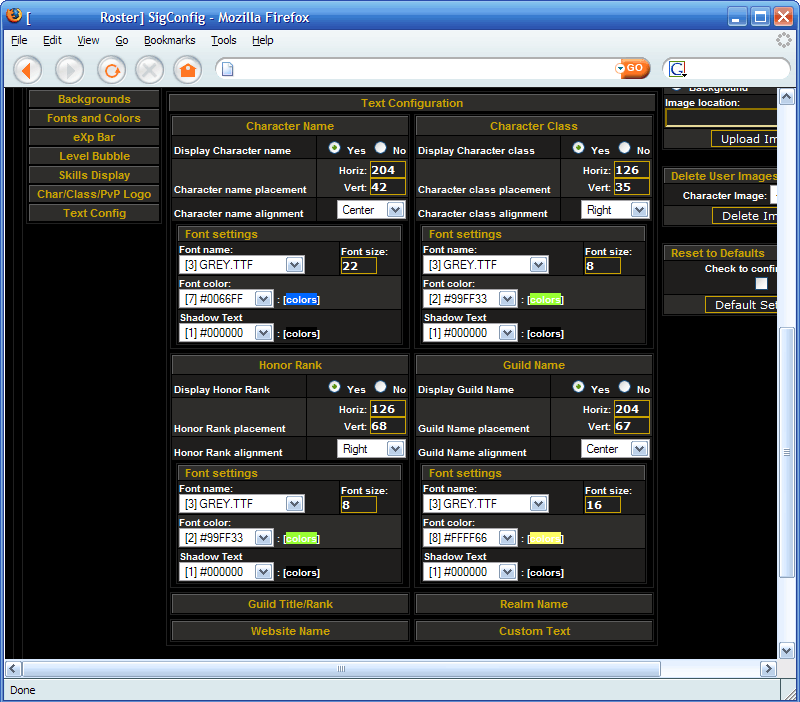 [ Roster] SigConfig - Mozilla Firefox
File Edit View Go Bookmarks Tools Help
GO
G
Backgrounds
Fonts and Colors
eXp Bar
Level Bubble
Skills Display
Char/Class/PvP Logo
Text Config
Text Configuration
Character Name
Display Character name Yes No
Horiz: 204
Character name placement Vert: 42
Character name alignment Center
Font settings
Font name: Font size:
[3] GREY.TTF 22
Font color:
[7] #0066FF : [colors]
Shadow Text
[1] #000000 : [colors]
Character Class
Display Character class Yes No
Horiz: 126
Character class placement Vert: 35
Character class alignment Right
Font settings
Font name: Font size:
[3] GREY.TTF 8
Font color:
[2] #99FF33 : [colors]
Shadow Text
[1] #000000 : [colors]
Honor Rank
Display Honor Rank Yes No
Horiz: 126
Honor Rank placement Vert: 68
Honor Rank alignment Right
Font settings
Font name: Font size:
[3] GREY.TTF 8
Font color:
[2] #99FF33 : [colors]
Shadow Text
[1] #000000 : [colors]
Guild Name
Display Guild Name Yes No
Horiz: 204
Guild Name placement Vert: 67
Guild Name alignment Center
Font settings
Font name: Font size:
[3] GREY.TTF 16
Font color:
[8] #FFFF66 : [colors]
Shadow Text
[1] #000000 : [colors]
Guild Title/Rank Realm Name
Website Name Custom Text
Background
Image location:
Upload Im
Delete User Images
Character Image:
Delete Im
Reset to Defaults
Check to confir
Default Set
Done